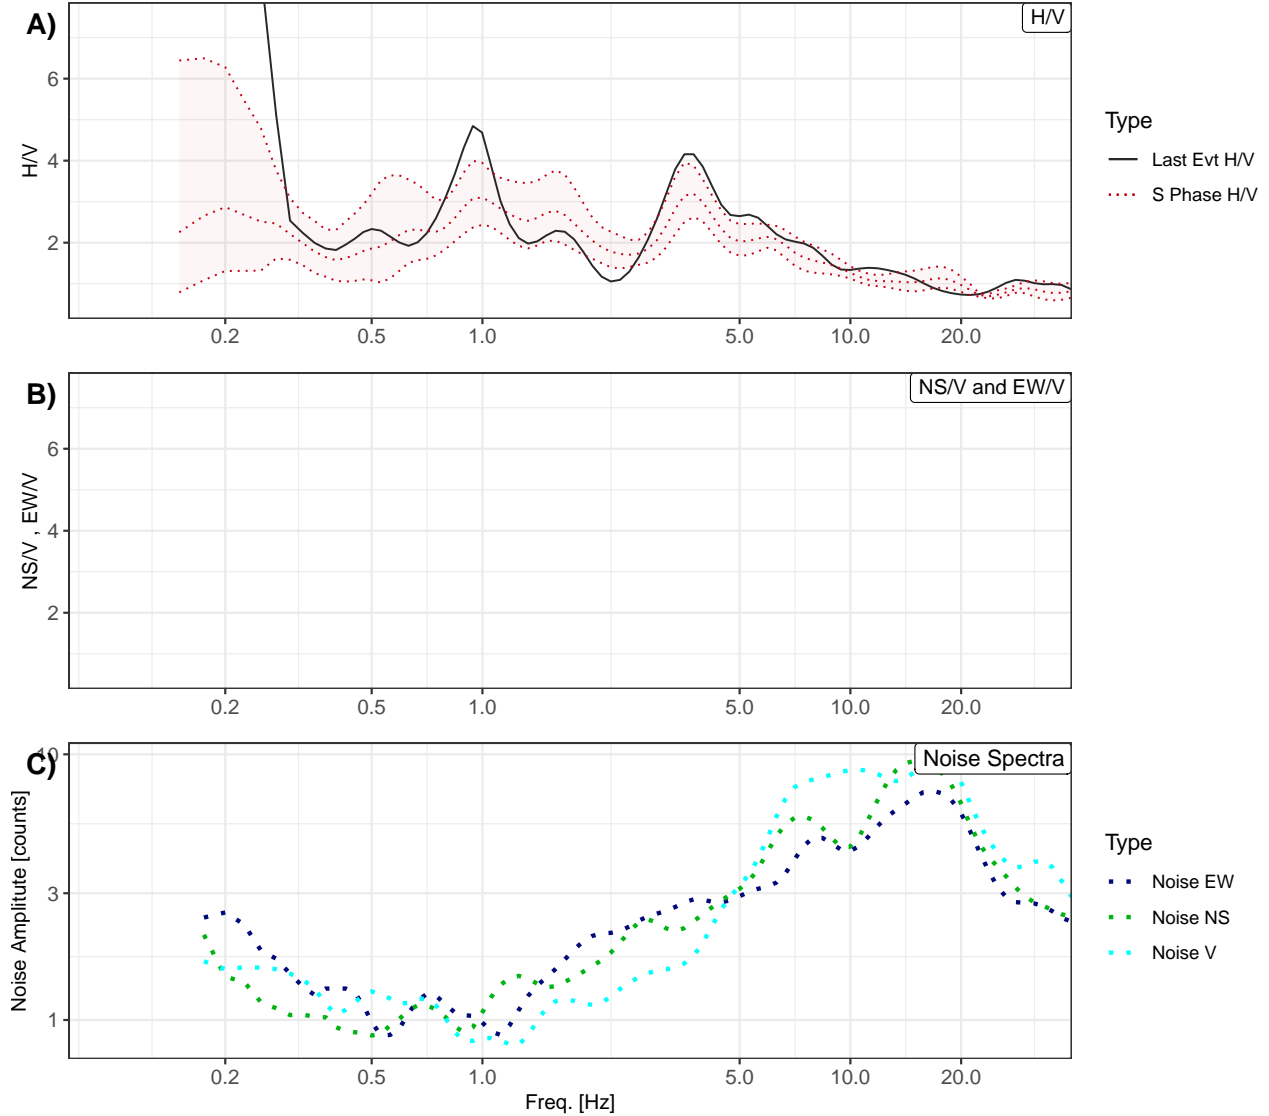 A)
H/V
6
4
2
H/V
0.2 0.5 1.0 5.0 10.0 20.0
Type
Last Evt H/V
S Phase H/V
B)
NS/V and EW/V
6
4
2
NS/V , EW/V
0.2 0.5 1.0 5.0 10.0 20.0
C)
Noise Spectra
10
3
1
Noise Amplitude [counts]
0.2 0.5 1.0 5.0 10.0 20.0
Freq. [Hz]
Type
Noise EW
Noise NS
Noise V